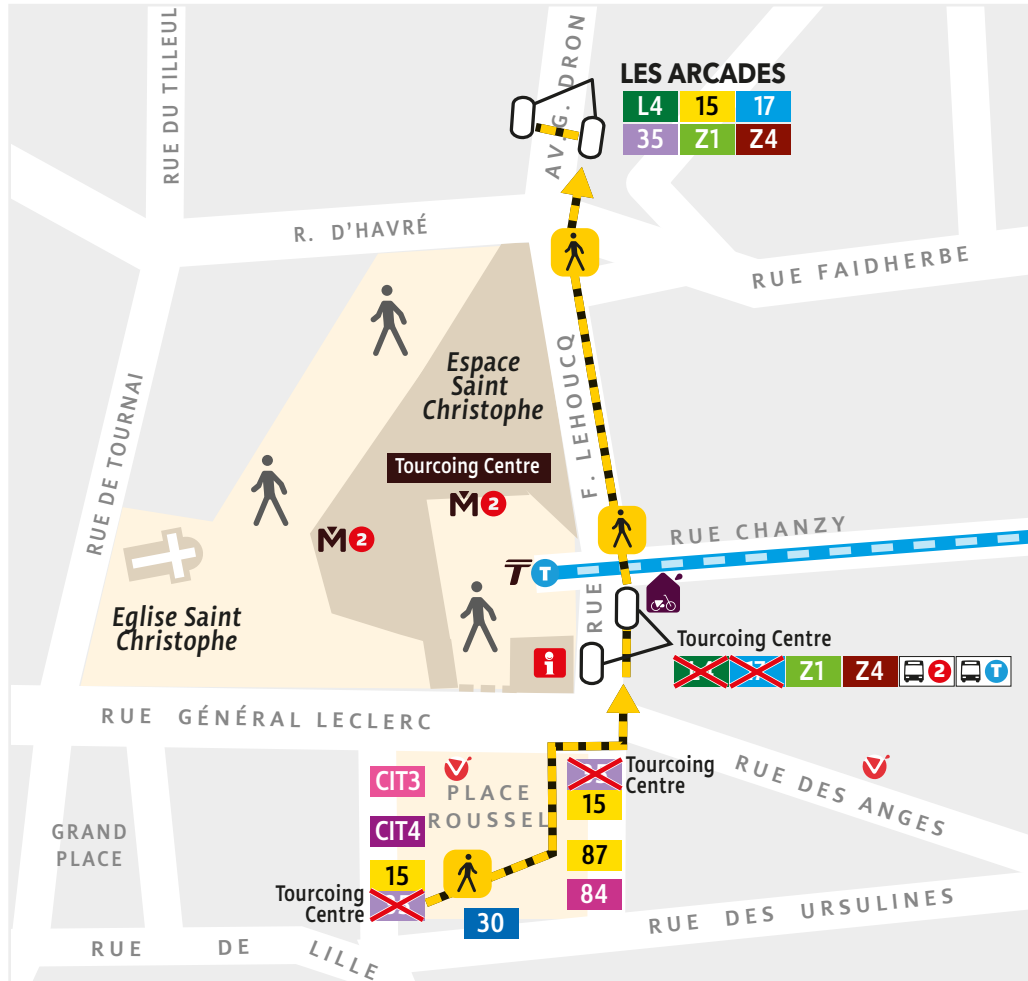 RUE DU TILLEUL
AV. G. DRON
LES ARCADES
L4 15 17
35 Z1 Z4
R. D'HAVRÉ
RUE FAIDHERBE
Espace
Saint
Christophe
RUE F. LEHOUCQ
RUE DE TOURNAI
Tourcoing Centre
M 2
M 2
RUE CHANZY
T T
Eglise Saint
Christophe
i
Tourcoing Centre
Z1 Z4 2 T
RUE GÉNÉRAL LECLERC
Tourcoing
Centre
15
87
84
CIT3
CIT4
PLACE
ROUSSEL
RUE DES ANGES
GRAND
PLACE
15
Tourcoing
Centre
30
RUE DES URSULINES
RUE DE LILLE